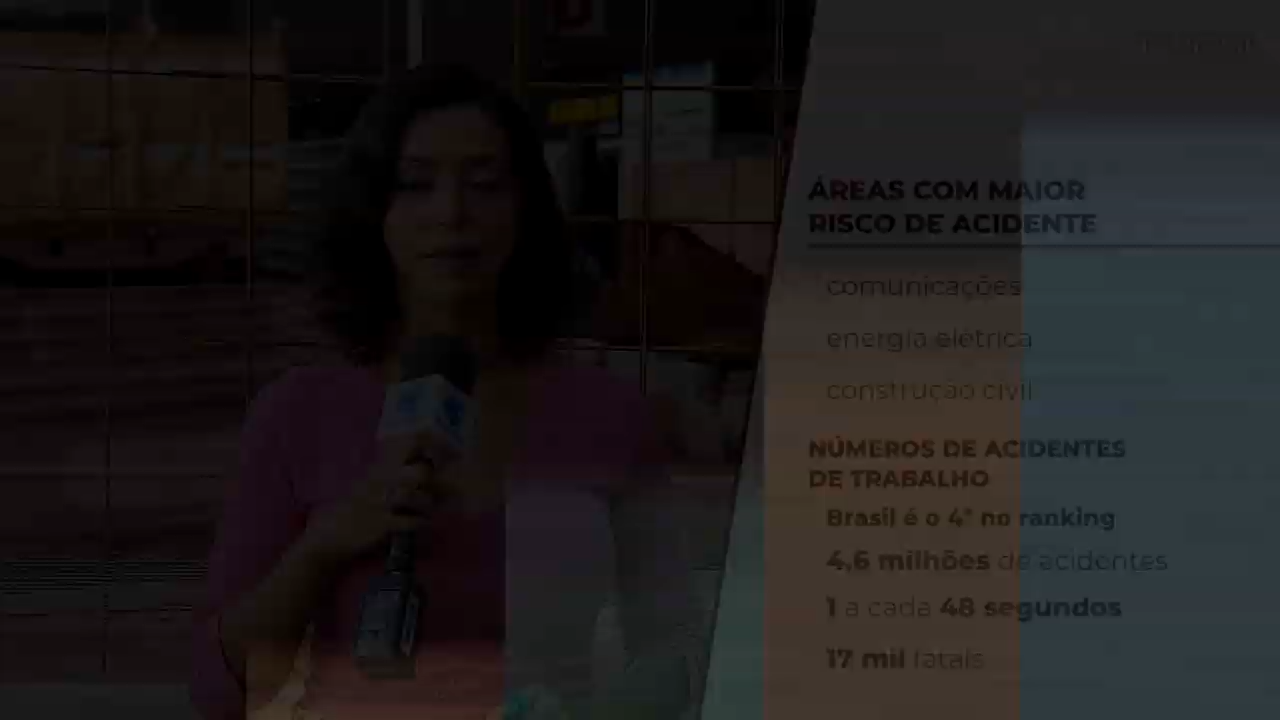 ÁREAS COM MAIOR
RISCO DE ACIDENTE
comunicações
energia elétrica
construção civil
NÚMEROS DE ACIDENTES
DE TRABALHO
Brasil é o 4º no ranking
4,6 milhões de acidentes
1 a cada 48 segundos
17 mil fatais